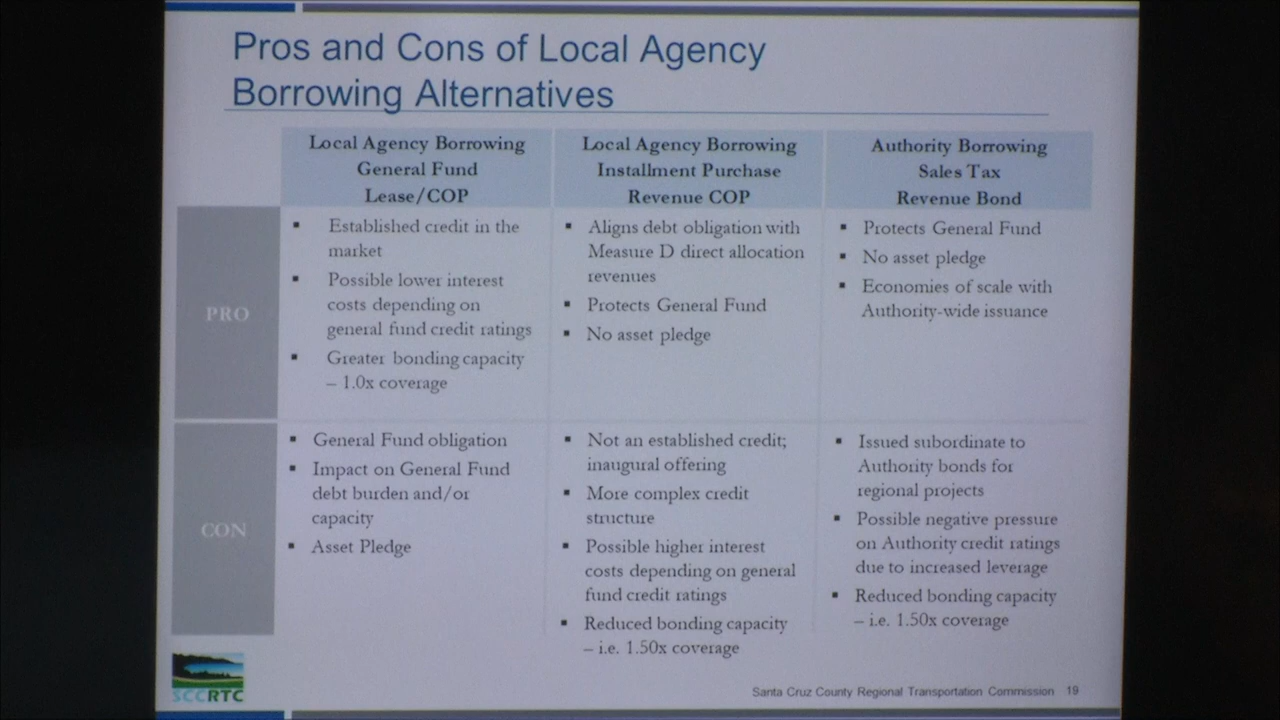 Pros and Cons of Local Agency
Borrowing Alternatives
Local Agency Borrowing
General Fund
Lease/COP
Local Agency Borrowing
Installment Purchase
Revenue COP
Authority Borrowing
Sales Tax
Revenue Bond
PRO
▪ Established credit in the
market
▪ Possible lower interest
costs depending on
general fund credit ratings
▪ Greater bonding capacity
– 1.0x coverage
▪ Aligns debt obligation with
Measure D direct allocation
revenues
▪ Protects General Fund
▪ No asset pledge
▪ Protects General Fund
▪ No asset pledge
▪ Economies of scale with
Authority-wide issuance
CON
▪ General Fund obligation
▪ Impact on General Fund
debt burden and/or
capacity
▪ Asset Pledge
▪ Not an established credit;
inaugural offering
▪ More complex credit
structure
▪ Possible higher interest
costs depending on general
fund credit ratings
▪ Reduced bonding capacity
– i.e. 1.50x coverage
▪ Issued subordinate to
Authority bonds for
regional projects
▪ Possible negative pressure
on Authority credit ratings
due to increased leverage
▪ Reduced bonding capacity
– i.e. 1.50x coverage
SCCRTC
Santa Cruz County Regional Transportation Commission 19